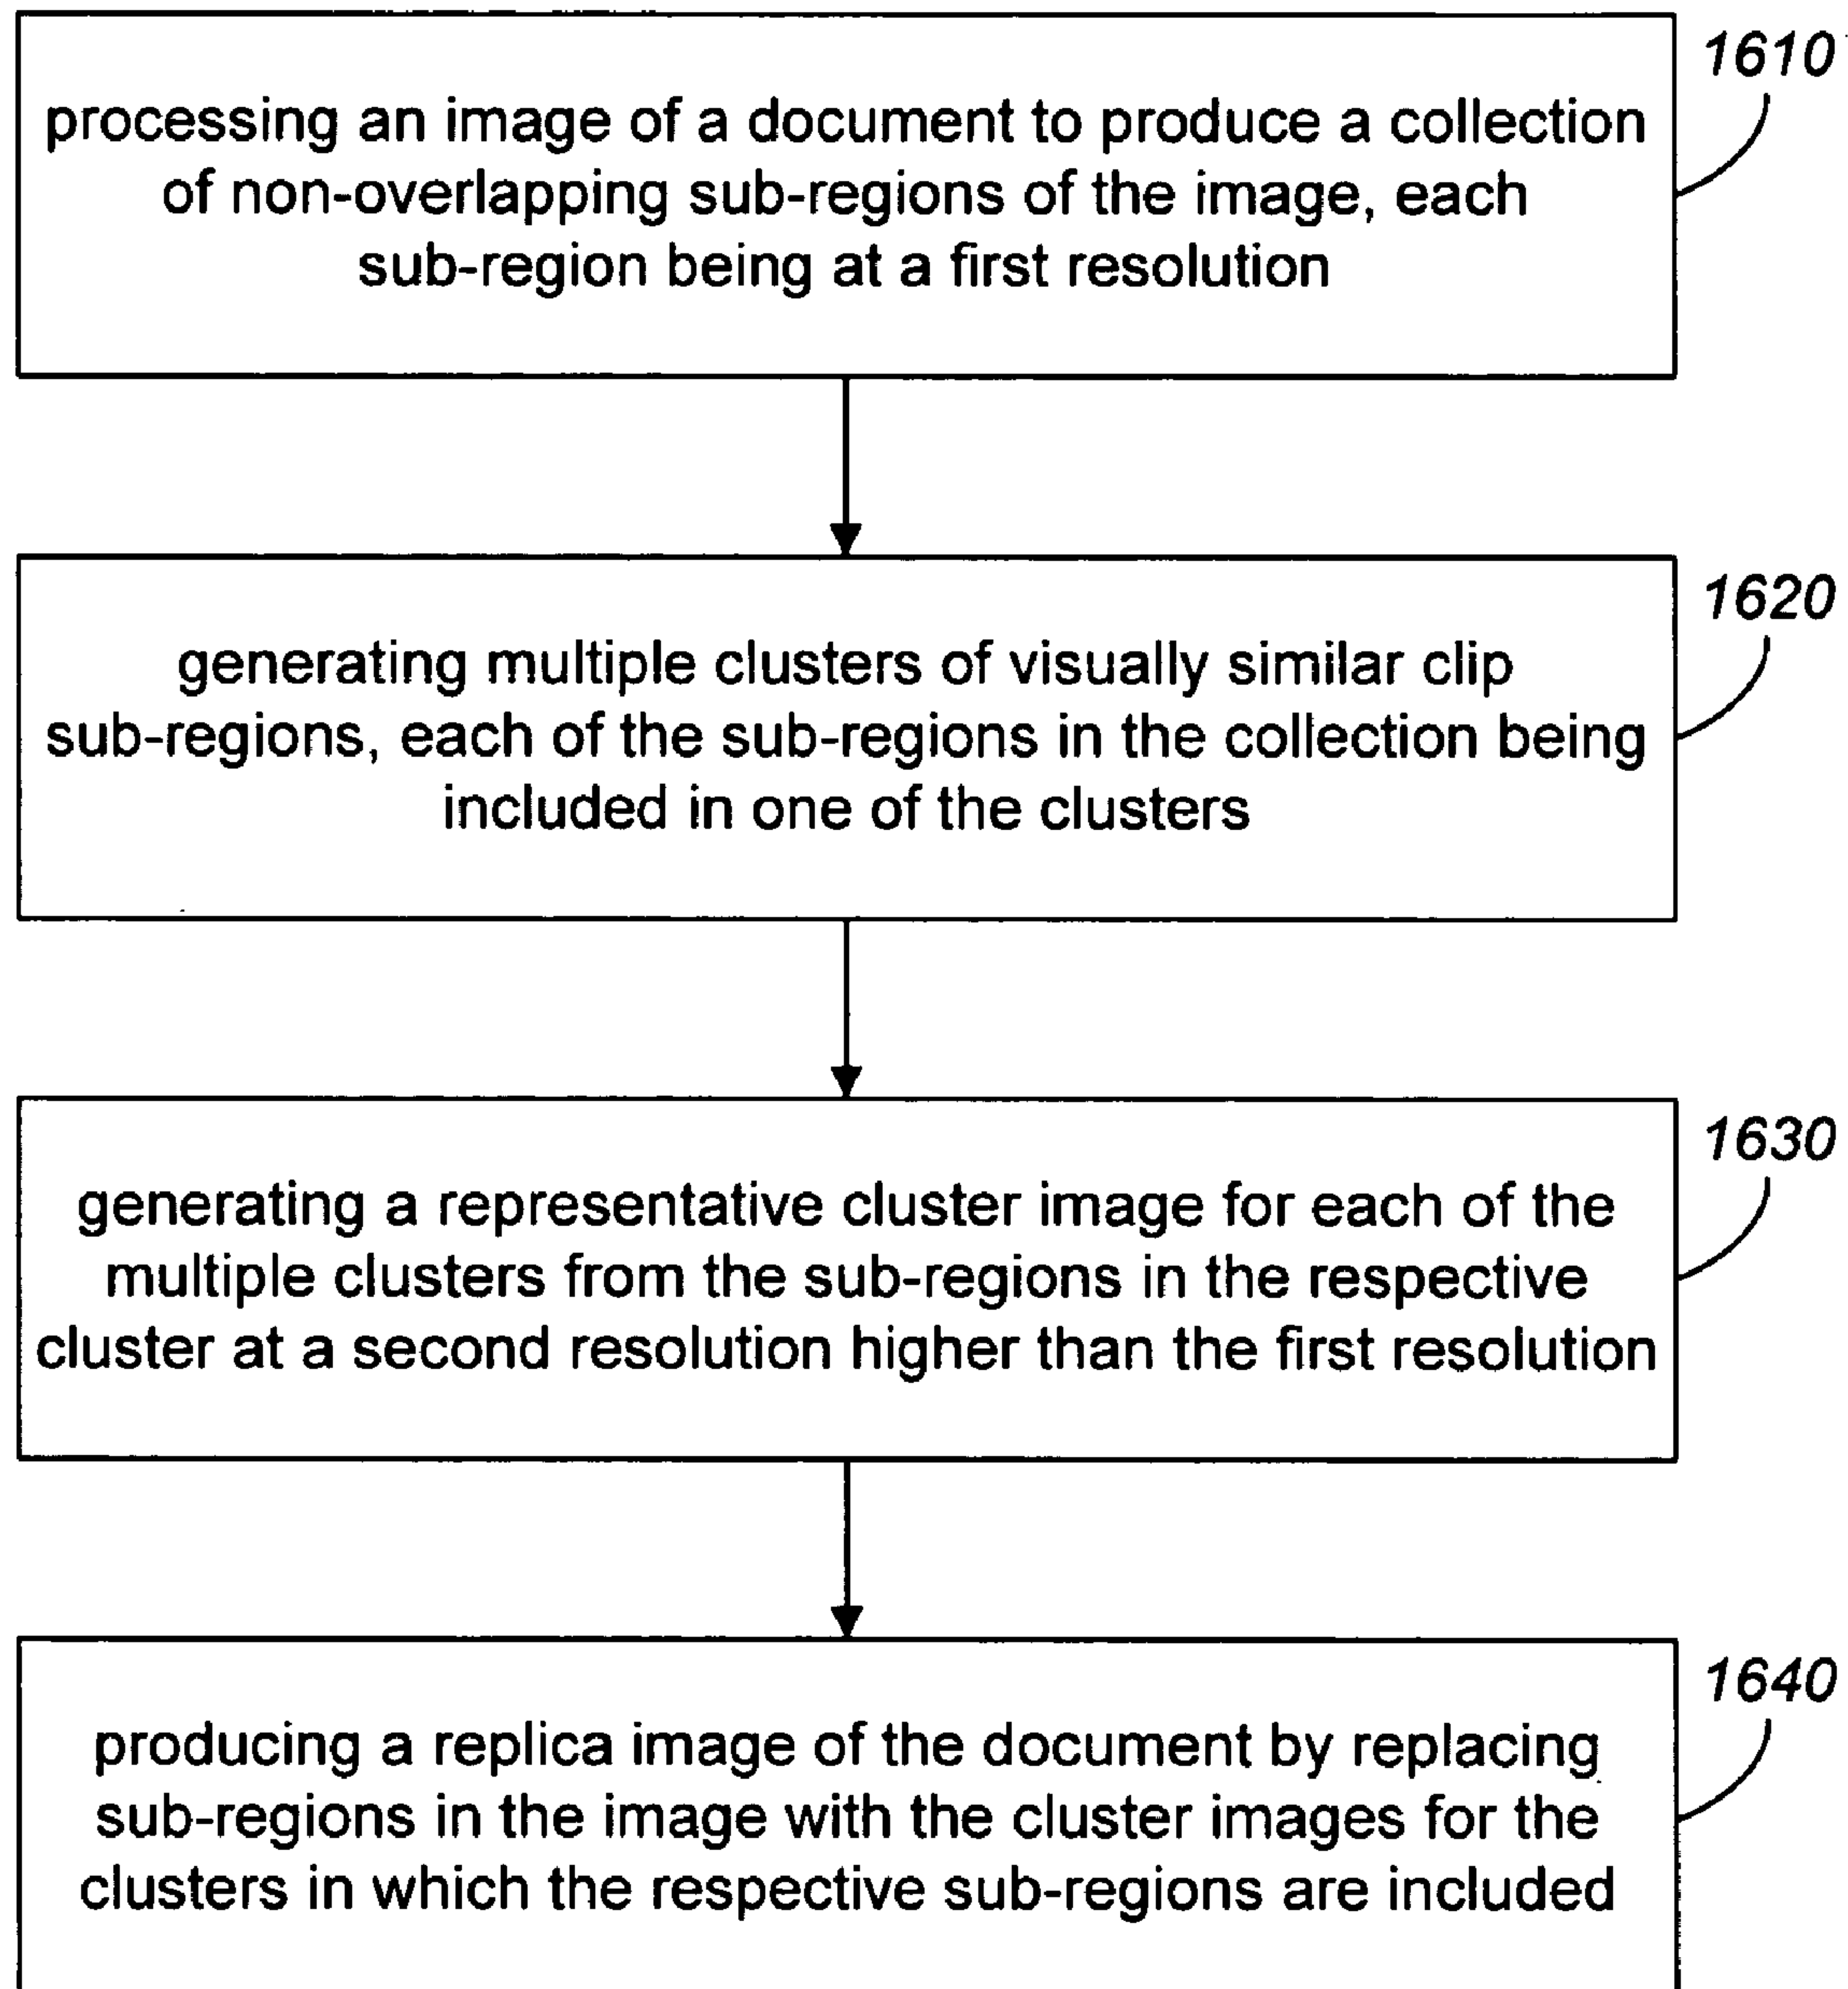 1610
processing an image of a document to produce a collection
of non-overlapping sub-regions of the image, each
sub-region being at a first resolution
1620
generating multiple clusters of visually similar clip
sub-regions, each of the sub-regions in the collection being
included in one of the clusters
1630
generating a representative cluster image for each of the
multiple clusters from the sub-regions in the respective
cluster at a second resolution higher than the first resolution
1640
producing a replica image of the document by replacing
sub-regions in the image with the cluster images for the
clusters in which the respective sub-regions are included